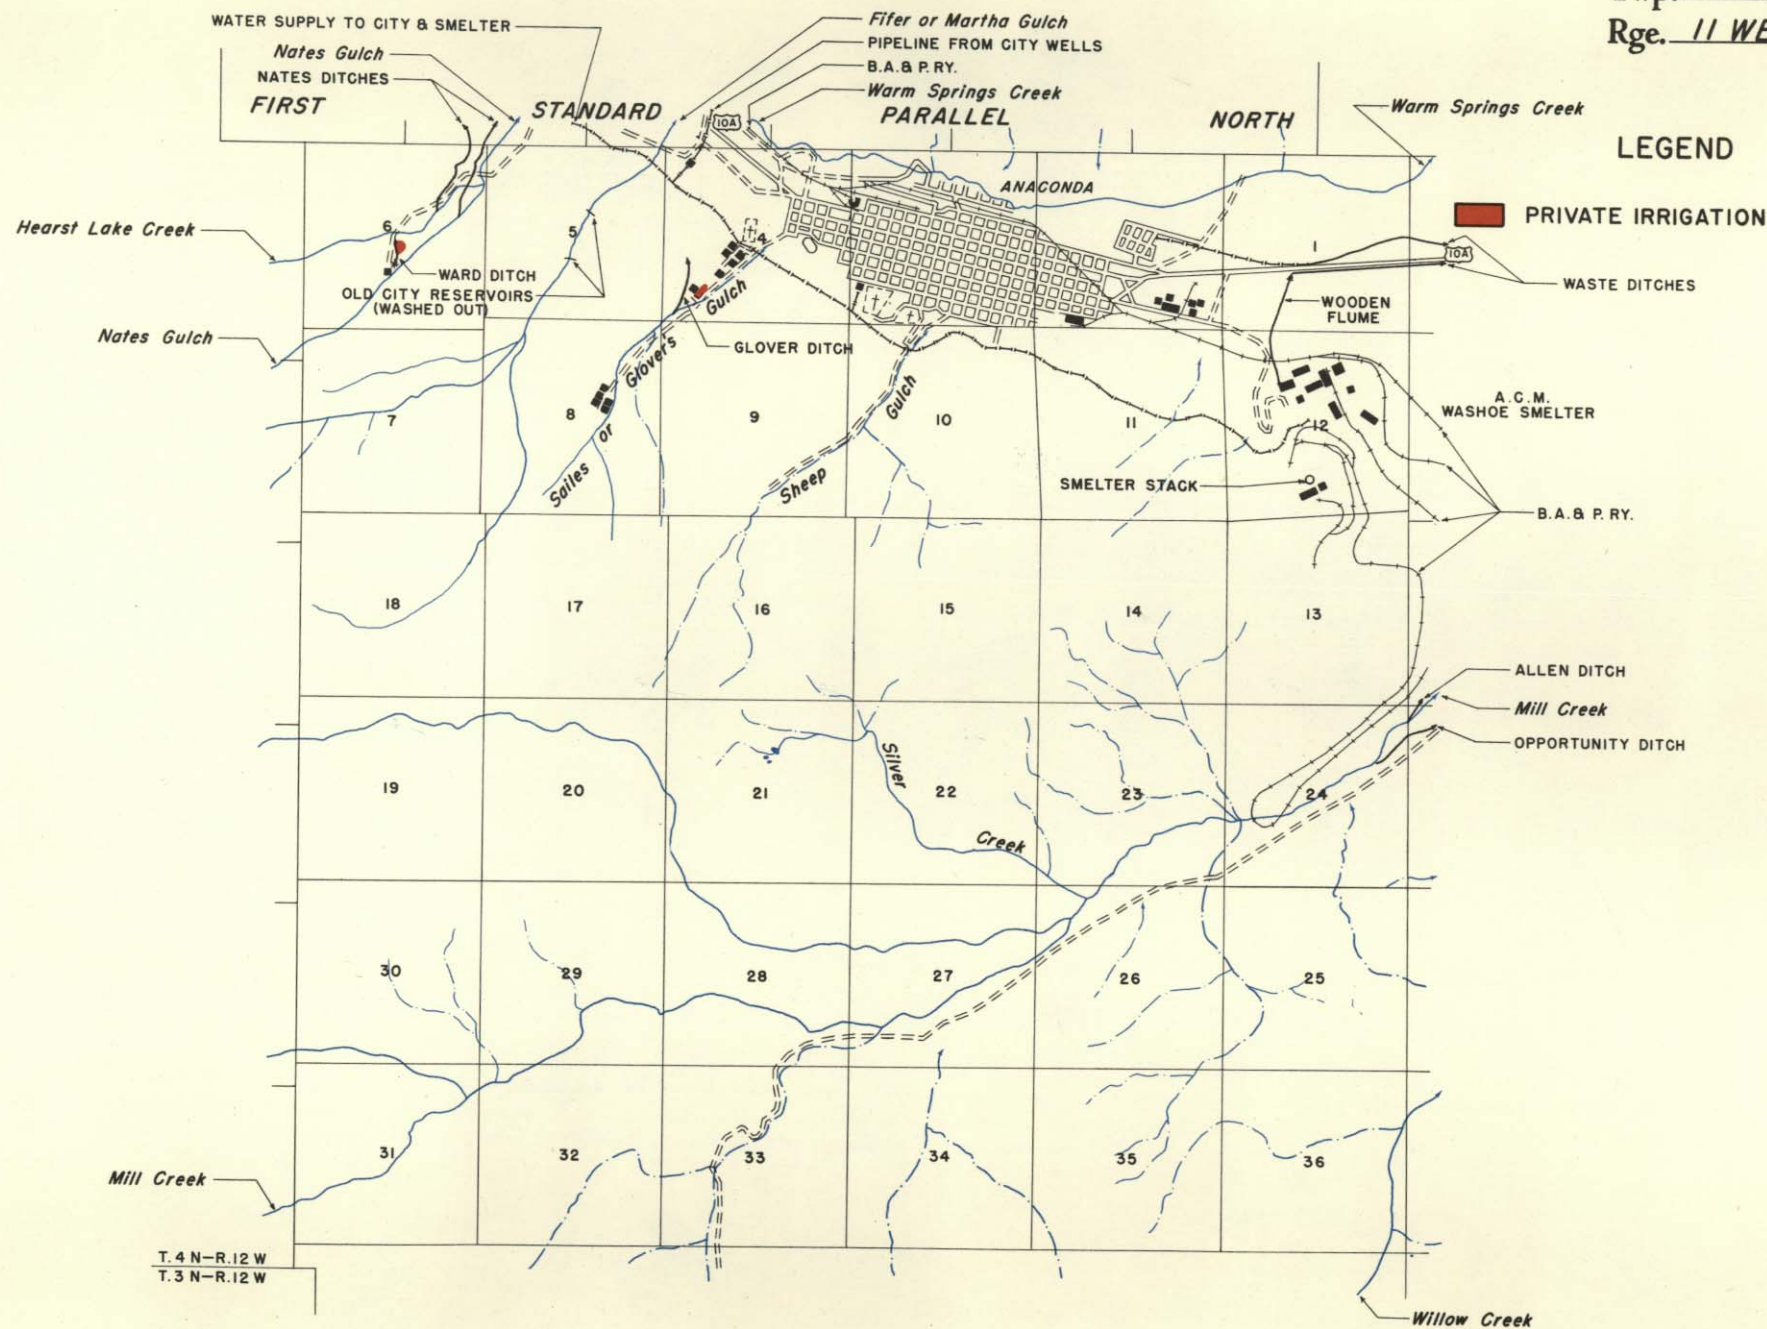 Rge. 11 WE
WATER SUPPLY TO CITY & SMELTER
Nates Gulch
NATES DITCHES
Fifer or Martha Gulch
PIPELINE FROM CITY WELLS
B.A.& P. RY.
Warm Springs Creek
Warm Springs Creek
FIRST STANDARD PARALLEL NORTH
10A
LEGEND
PRIVATE IRRIGATION
ANACONDA
Hearst Lake Creek
6
5
4
1
10A
WARD DITCH
OLD CITY RESERVOIRS
(WASHED OUT)
WASTE DITCHES
WOODEN
FLUME
Nates Gulch
GLOVER DITCH
Sailes or Glover's Gulch
Sheep Gulch
7
8
9
10
11
12
A.C.M.
WASHOE SMELTER
SMELTER STACK
B.A.& P. RY.
18
17
16
15
14
13
ALLEN DITCH
Mill Creek
OPPORTUNITY DITCH
Silver Creek
19
20
21
22
23
24
30
29
28
27
26
25
31
32
33
34
35
36
Mill Creek
T. 4 N–R. 12 W
T. 3 N–R. 12 W
Willow Creek